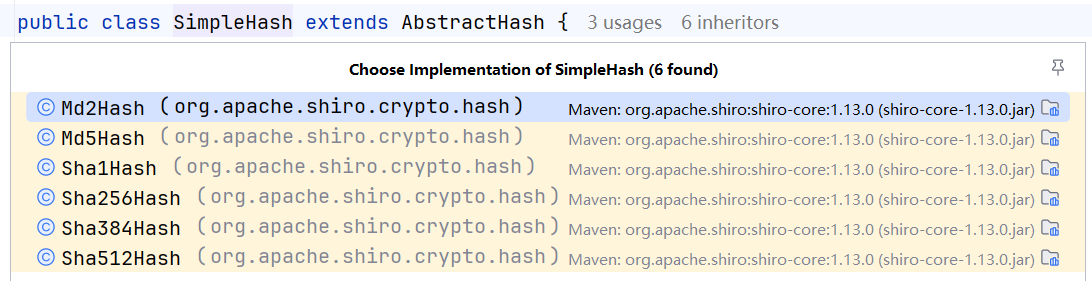 public class SimpleHash extends AbstractHash { 3 usages 6 inheritors
Choose Implementation of SimpleHash (6 found)
Md2Hash (org.apache.shiro.crypto.hash) Maven: org.apache.shiro:shiro-core:1.13.0 (shiro-core-1.13.0.jar)
Md5Hash (org.apache.shiro.crypto.hash) Maven: org.apache.shiro:shiro-core:1.13.0 (shiro-core-1.13.0.jar)
Sha1Hash (org.apache.shiro.crypto.hash) Maven: org.apache.shiro:shiro-core:1.13.0 (shiro-core-1.13.0.jar)
Sha256Hash (org.apache.shiro.crypto.hash) Maven: org.apache.shiro:shiro-core:1.13.0 (shiro-core-1.13.0.jar)
Sha384Hash (org.apache.shiro.crypto.hash) Maven: org.apache.shiro:shiro-core:1.13.0 (shiro-core-1.13.0.jar)
Sha512Hash (org.apache.shiro.crypto.hash) Maven: org.apache.shiro:shiro-core:1.13.0 (shiro-core-1.13.0.jar)